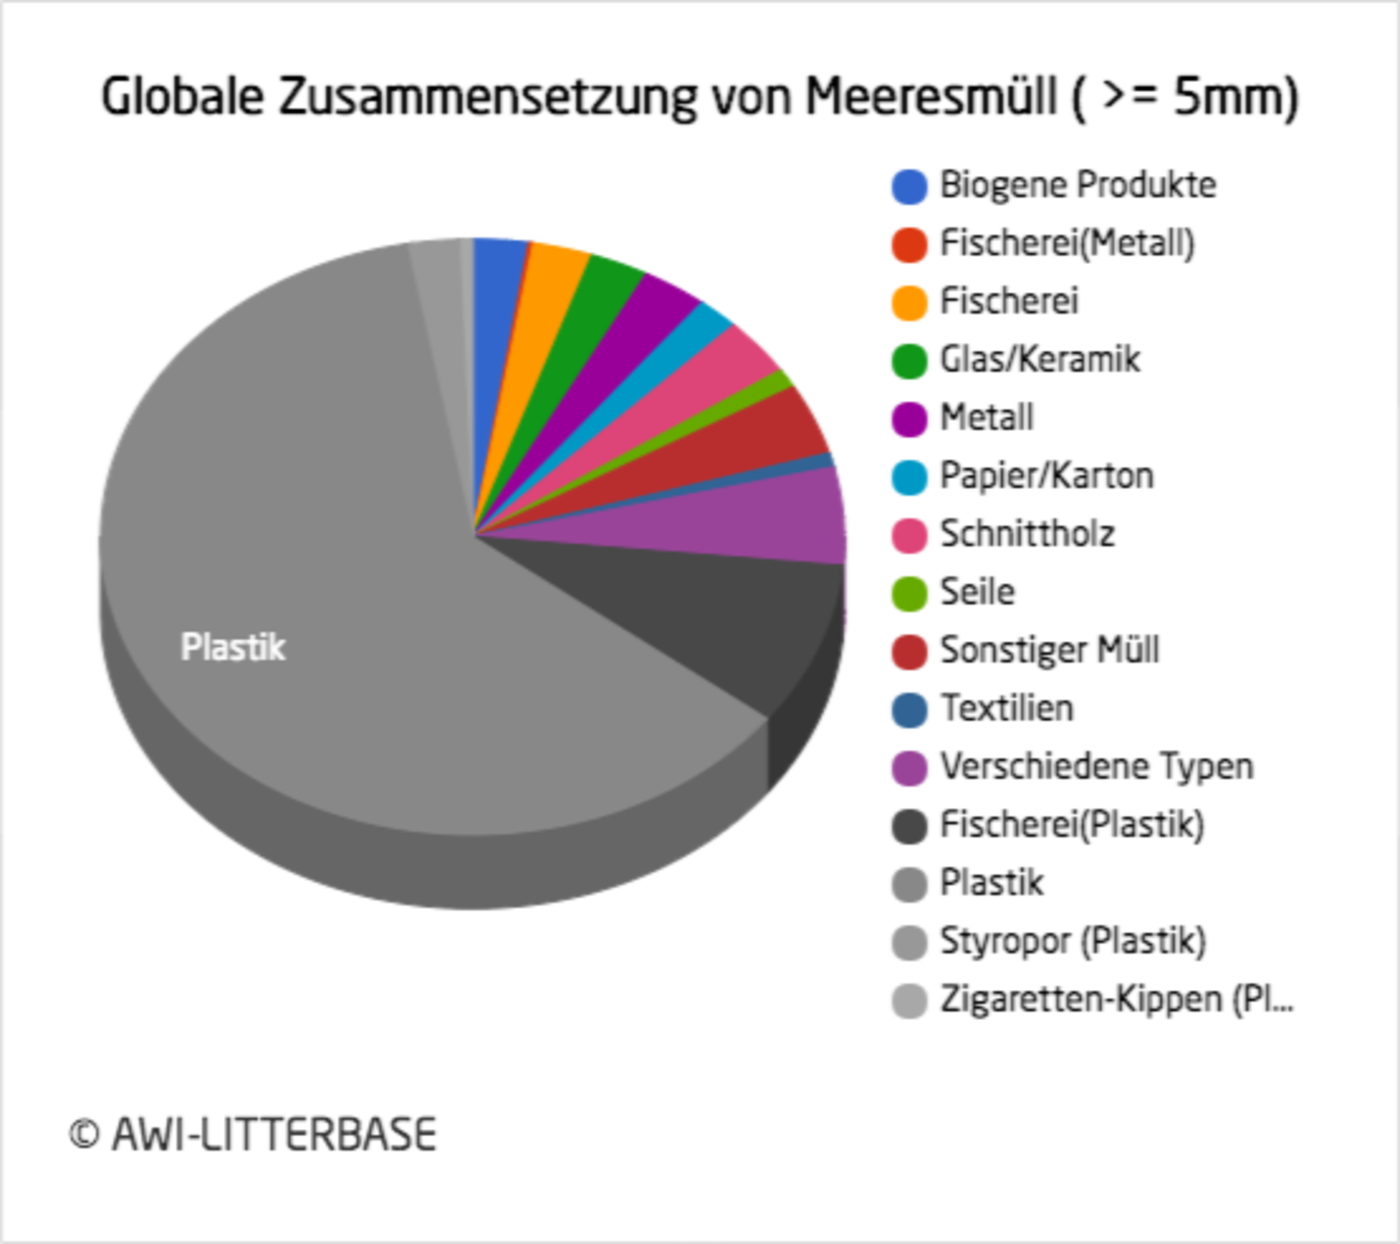 Globale Zusammensetzung von Meeresmüll ( >= 5mm)
Biogene Produkte
Fischerei(Metall)
Fischerei
Glas/Keramik
Metall
Papier/Karton
Schnittholz
Seile
Sonstiger Müll
Textilien
Verschiedene Typen
Fischerei(Plastik)
Plastik
Styropor (Plastik)
Zigaretten-Kippen (Pl...
Plastik
© AWI-LITTERBASE